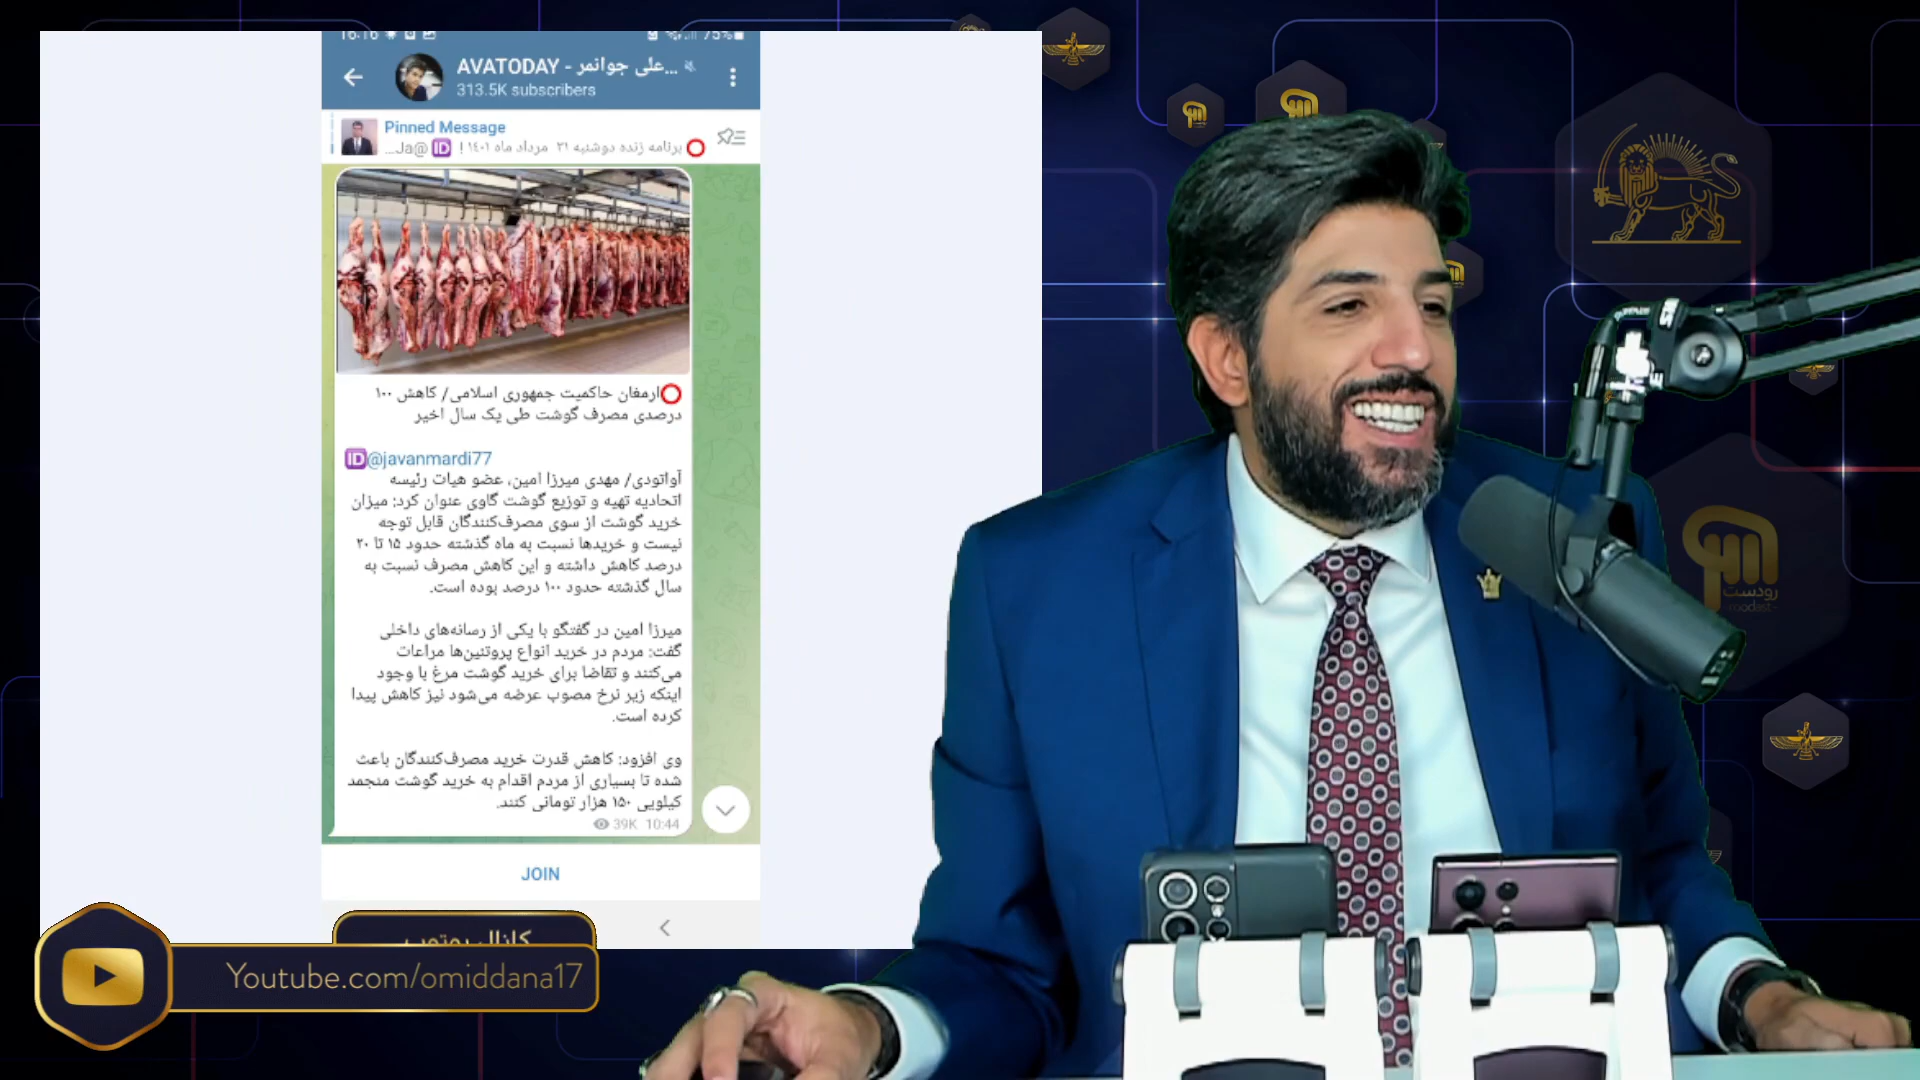 16:16
75%
AVATODAY - علی جوانمر...
313.5K subscribers
Pinned Message
برنامه زنده دوشنبه ۳۱ مرداد ماه ۱۴۰۱ ! 🆔 @Ja...
⭕ارمغان حاکمیت جمهوری اسلامی/ کاهش ۱۰۰
درصدی مصرف گوشت طی یک سال اخیر
🆔@javanmardi77
آواتودی/ مهدی میرزا امین، عضو هیات رئیسه
اتحادیه تهیه و توزیع گوشت گاوی عنوان کرد: میزان
خرید گوشت از سوی مصرف‌کنندگان قابل توجه
نیست و خریدها نسبت به ماه گذشته حدود ۱۵ تا ۲۰
درصد کاهش داشته و این کاهش مصرف نسبت به
سال گذشته حدود ۱۰۰ درصد بوده است.
میرزا امین در گفتگو با یکی از رسانه‌های داخلی
گفت: مردم در خرید انواع پروتئین‌ها مراعات
می‌کنند و تقاضا برای خرید گوشت مرغ با وجود
اینکه زیر نرخ مصوب عرضه می‌شود نیز کاهش پیدا
کرده است.
وی افزود: کاهش قدرت خرید مصرف‌کنندگان باعث
شده تا بسیاری از مردم اقدام به خرید گوشت منجمد
کیلویی ۱۵۰ هزار تومانی کنند.
39K 10:44
JOIN
Youtube.com/omiddana17
رودست
-roodast-